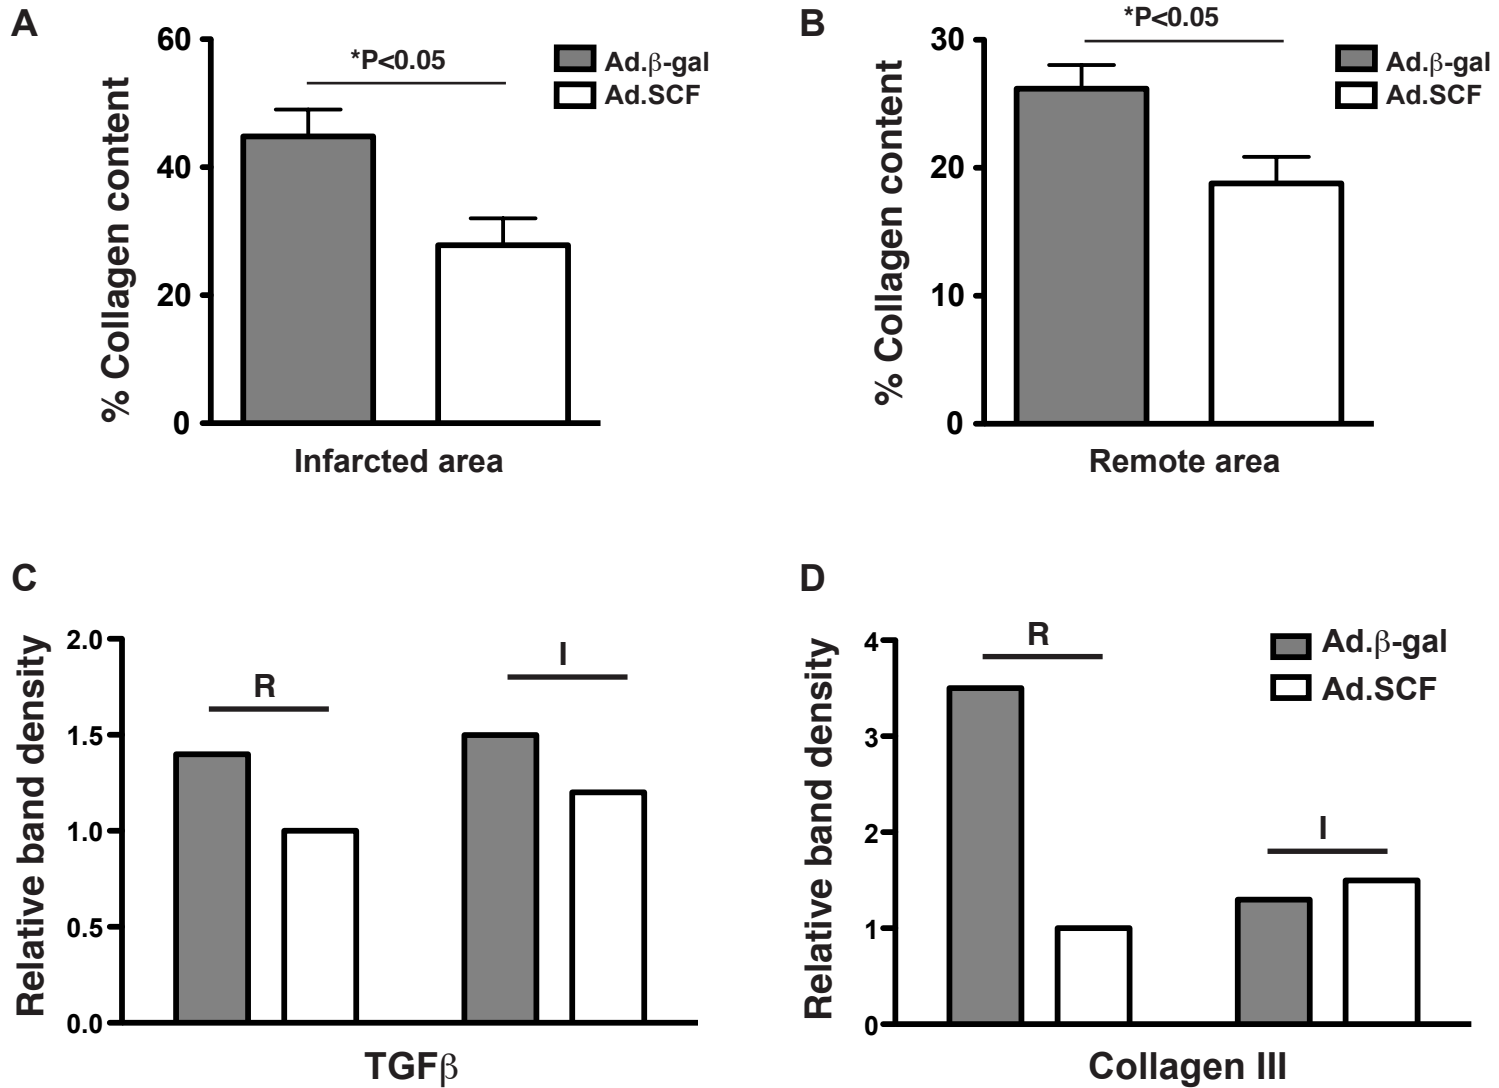 A
*P<0.05
Ad.β-gal
Ad.SCF
60
40
20
0
% Collagen content
Infarcted area
B
*P<0.05
Ad.β-gal
Ad.SCF
30
20
10
0
% Collagen content
Remote area
C
R
I
2.0
1.5
1.0
0.5
0.0
Relative band density
TGFβ
D
R
I
Ad.β-gal
Ad.SCF
4
3
2
1
0
Relative band density
Collagen III